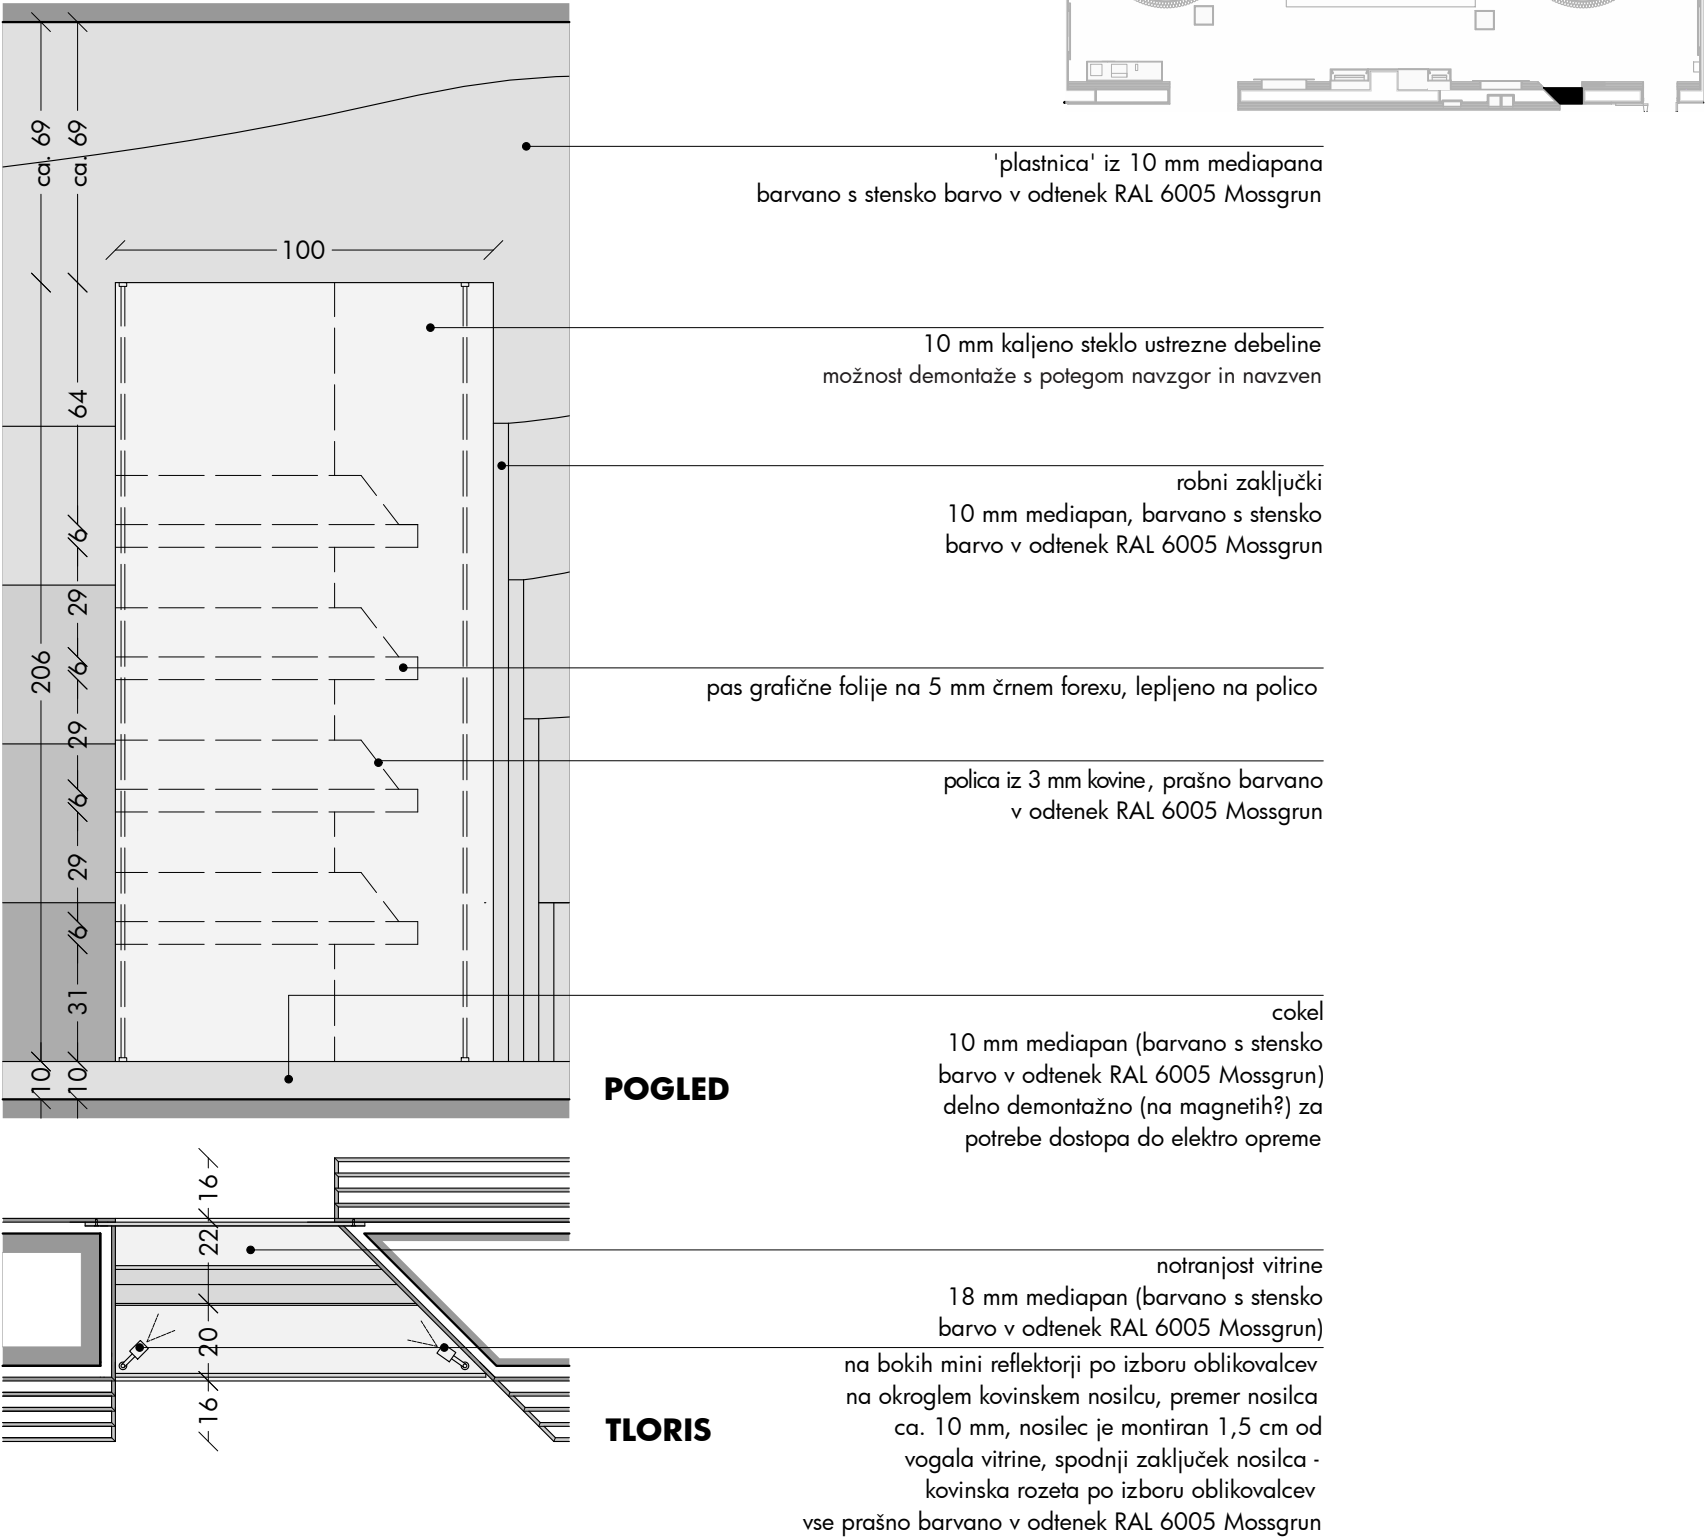 ca. 69
ca. 69
'plastnica' iz 10 mm mediapana
barvano s stensko barvo v odtenek RAL 6005 Mossgrun
100
10 mm kaljeno steklo ustrezne debeline
možnost demontaže s potegom navzgor in navzven
64
robni zaključki
10 mm mediapan, barvano s stensko
barvo v odtenek RAL 6005 Mossgrun
6
29
206
6
pas grafične folije na 5 mm črnem forexu, lepljeno na polico
29
polica iz 3 mm kovine, prašno barvano
v odtenek RAL 6005 Mossgrun
6
29
6
31
cokel
10 mm mediapan (barvano s stensko
barvo v odtenek RAL 6005 Mossgrun)
delno demontažno (na magnetih?) za
potrebe dostopa do elektro opreme
10
10
POGLED
16
22
notranjost vitrine
18 mm mediapan (barvano s stensko
barvo v odtenek RAL 6005 Mossgrun)
20
na bokih mini reflektorji po izboru oblikovalcev
na okroglem kovinskem nosilcu, premer nosilca
ca. 10 mm, nosilec je montiran 1,5 cm od
vogala vitrine, spodnji zaključek nosilca -
kovinska rozeta po izboru oblikovalcev
vse prašno barvano v odtenek RAL 6005 Mossgrun
16
TLORIS